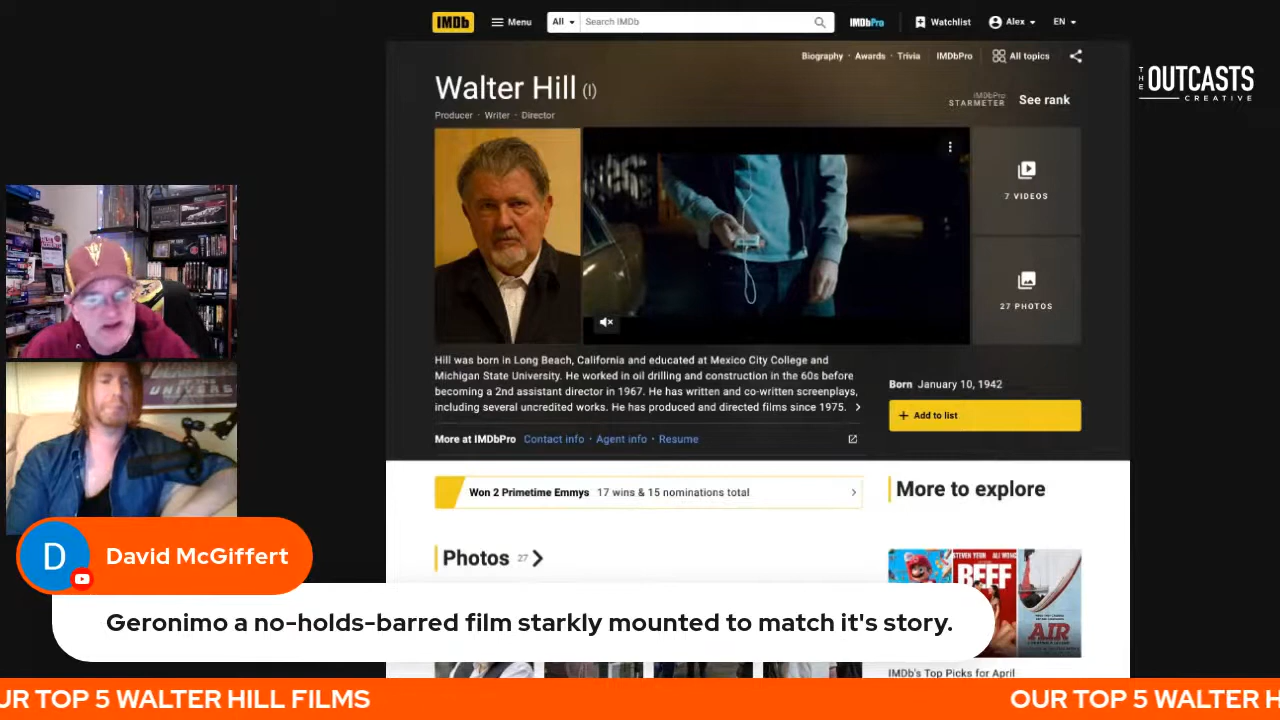 IMDb
Menu
All
Search IMDb
IMDbPro
Watchlist
Alex
EN
Biography · Awards · Trivia
IMDbPro
All topics
THE OUTCASTS
CREATIVE
Walter Hill (I)
Producer · Writer · Director
IMDbPro
STARMETER
See rank
7 VIDEOS
27 PHOTOS
Hill was born in Long Beach, California and educated at Mexico City College and
Michigan State University. He worked in oil drilling and construction in the 60s before
becoming a 2nd assistant director in 1967. He has written and co-written screenplays,
including several uncredited works. He has produced and directed films since 1975.
Born January 10, 1942
+ Add to list
More at IMDbPro
Contact info · Agent info · Resume
Won 2 Primetime Emmys 17 wins & 15 nominations total
More to explore
Photos 27
STEVEN YEUN ALI WONG
BEEF
AIR
UNIVERSE
D
David McGiffert
Geronimo a no-holds-barred film starkly mounted to match it's story.
IMDb's Top Picks for April
UR TOP 5 WALTER HILL FILMS
OUR TOP 5 WALTER H